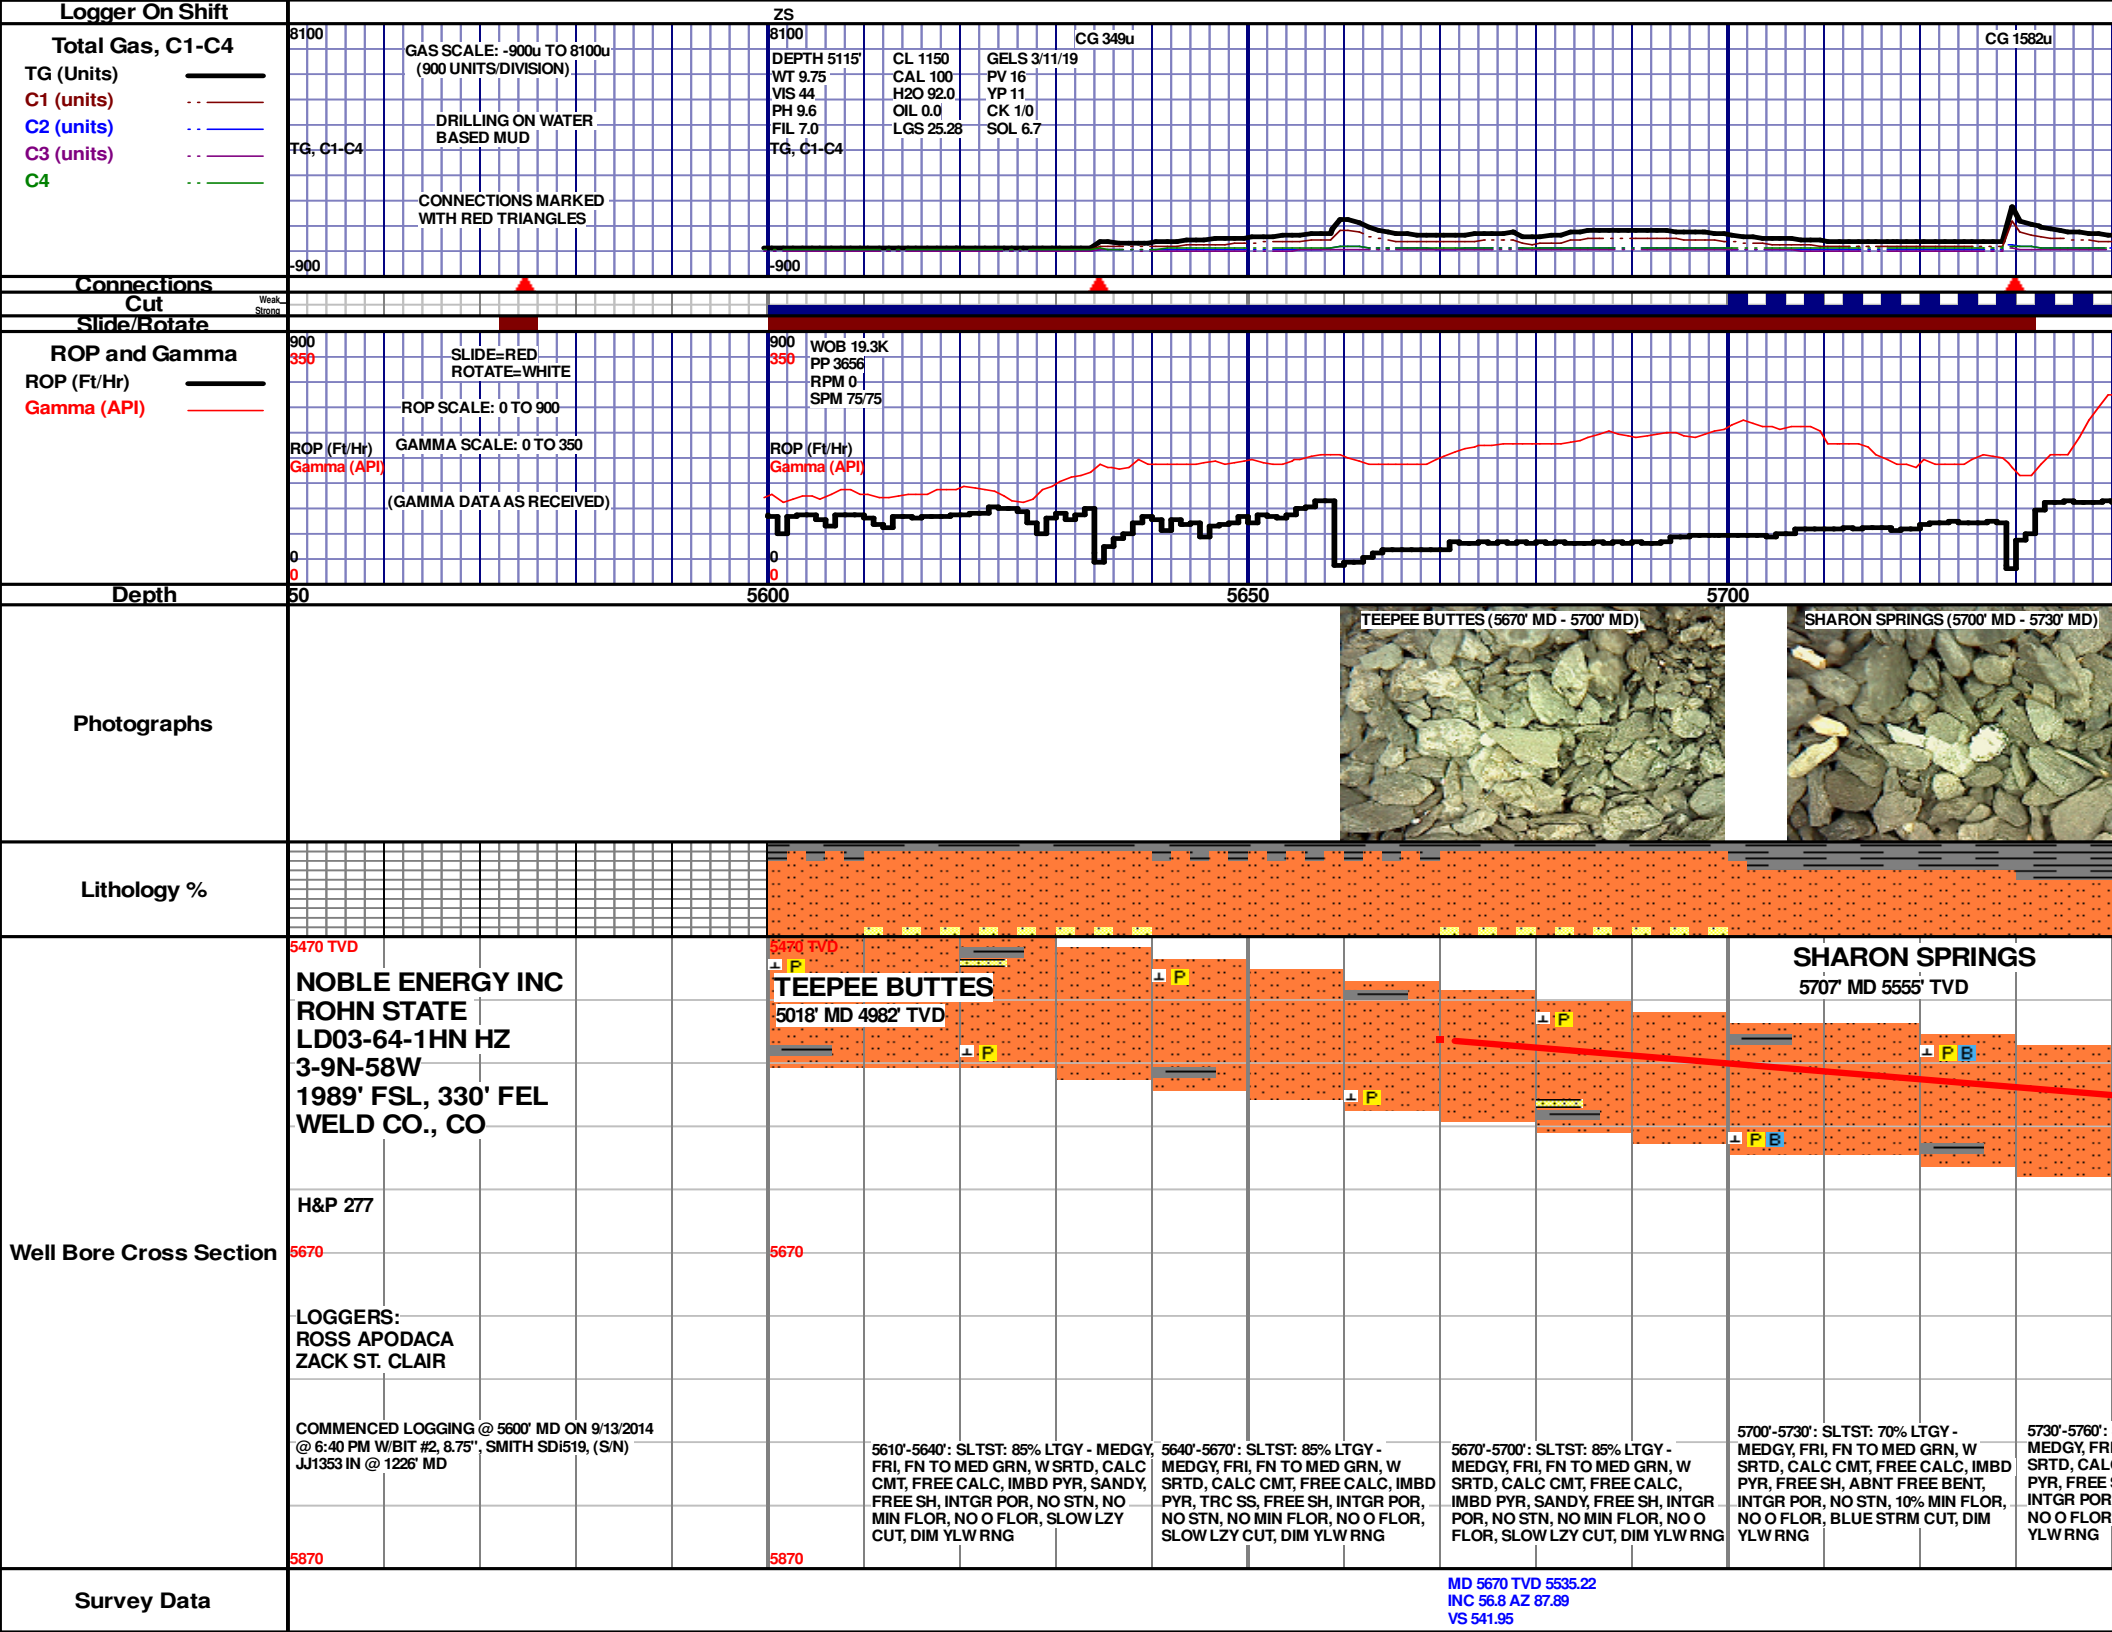 Logger On Shift
ZS
Total Gas, C1-C4
TG (Units)
C1 (units)
C2 (units)
C3 (units)
C4
8100
GAS SCALE: -900u TO 8100u
(900 UNITS/DIVISION)
DRILLING ON WATER
BASED MUD
TG, C1-C4
CONNECTIONS MARKED
WITH RED TRIANGLES
-900
8100
DEPTH 5115' CL 1150 GELS 3/11/19
WT 9.75 CAL 100 PV 16
VIS 44 H2O 92.0 YP 11
PH 9.6 OIL 0.0 CK 1/0
FIL 7.0 LGS 25.28 SOL 6.7
TG, C1-C4
-900
CG 349u
CG 1582u
Connections
Cut
Weak
Strong
Slide/Rotate
ROP and Gamma
ROP (Ft/Hr)
Gamma (API)
900
350
SLIDE=RED
ROTATE=WHITE
ROP SCALE: 0 TO 900
ROP (Ft/Hr)
GAMMA SCALE: 0 TO 350
Gamma (API)
(GAMMA DATA AS RECEIVED)
0
0
900
350
WOB 19.3K
PP 3656
RPM 0
SPM 75/75
ROP (Ft/Hr)
Gamma (API)
0
0
Depth
50
5600
5650
5700
Photographs
TEEPEE BUTTES (5670' MD - 5700' MD)
SHARON SPRINGS (5700' MD - 5730' MD)
Lithology %
Well Bore Cross Section
5470 TVD
NOBLE ENERGY INC
ROHN STATE
LD03-64-1HN HZ
3-9N-58W
1989' FSL, 330' FEL
WELD CO., CO
H&P 277
5670
LOGGERS:
ROSS APODACA
ZACK ST. CLAIR
COMMENCED LOGGING @ 5600' MD ON 9/13/2014
@ 6:40 PM W/BIT #2, 8.75", SMITH SDi519, (S/N)
JJ1353 IN @ 1226' MD
5870
5470 TVD
P
TEEPEE BUTTES
5018' MD 4982' TVD
P
P
P
P
P B
P B
SHARON SPRINGS
5707' MD 5555' TVD
5670
5870
5610'-5640': SLTST: 85% LTGY - MEDGY,
FRI, FN TO MED GRN, W SRTD, CALC
CMT, FREE CALC, IMBD PYR, SANDY,
FREE SH, INTGR POR, NO STN, NO
MIN FLOR, NO O FLOR, SLOW LZY
CUT, DIM YLW RNG
5640'-5670': SLTST: 85% LTGY -
MEDGY, FRI, FN TO MED GRN, W
SRTD, CALC CMT, FREE CALC, IMBD
PYR, TRC SS, FREE SH, INTGR POR,
NO STN, NO MIN FLOR, NO O FLOR,
SLOW LZY CUT, DIM YLW RNG
5670'-5700': SLTST: 85% LTGY -
MEDGY, FRI, FN TO MED GRN, W
SRTD, CALC CMT, FREE CALC,
IMBD PYR, SANDY, FREE SH, INTGR
POR, NO STN, NO MIN FLOR, NO O
FLOR, SLOW LZY CUT, DIM YLW RNG
5700'-5730': SLTST: 70% LTGY -
MEDGY, FRI, FN TO MED GRN, W
SRTD, CALC CMT, FREE CALC, IMBD
PYR, FREE SH, ABNT FREE BENT,
INTGR POR, NO STN, 10% MIN FLOR,
NO O FLOR, BLUE STRM CUT, DIM
YLW RNG
5730'-5760':
MEDGY, FRI
SRTD, CAL
PYR, FREE
INTGR POR
NO O FLOR
YLW RNG
Survey Data
MD 5670 TVD 5535.22
INC 56.8 AZ 87.89
VS 541.95